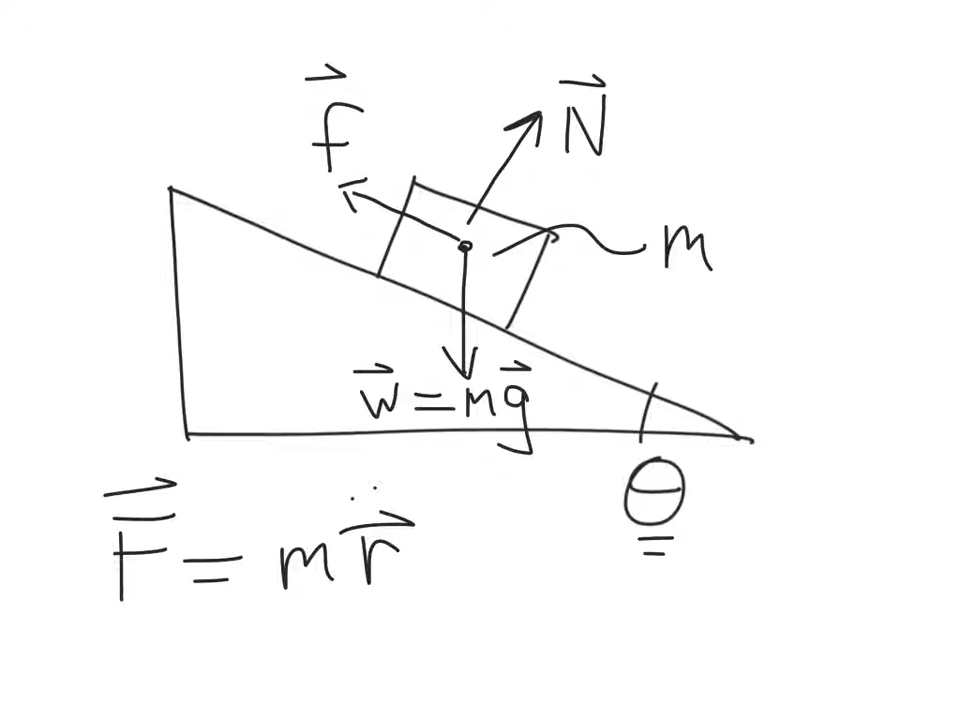 f⃗
N⃗
m
w⃗ = mg⃗
θ
F⃗ = mr⃗̈